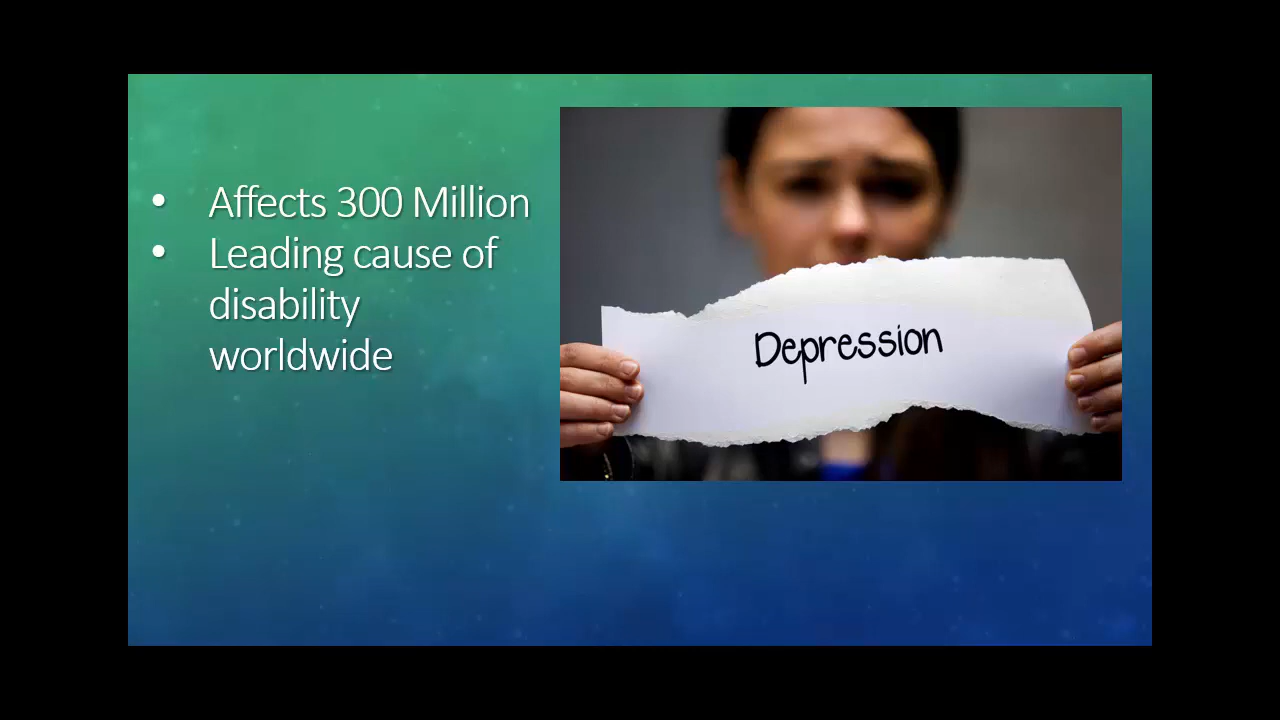 • Affects 300 Million
• Leading cause of
disability
worldwide
Depression